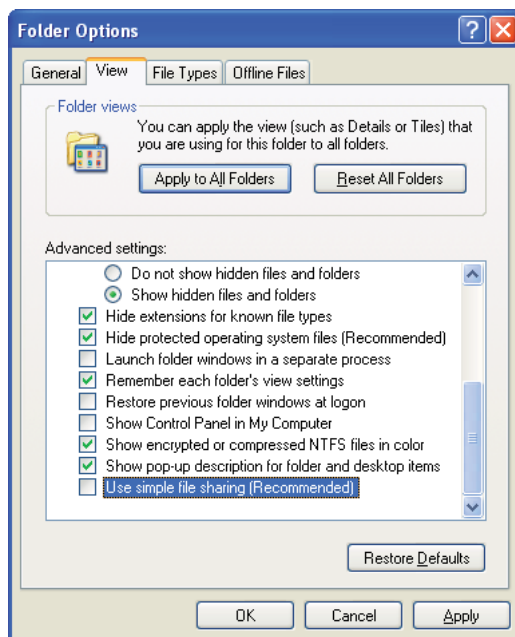 Folder Options
General View File Types Offline Files
Folder views
You can apply the view (such as Details or Tiles) that
you are using for this folder to all folders.
Apply to All Folders Reset All Folders
Advanced settings:
Do not show hidden files and folders
Show hidden files and folders
Hide extensions for known file types
Hide protected operating system files (Recommended)
Launch folder windows in a separate process
Remember each folder's view settings
Restore previous folder windows at logon
Show Control Panel in My Computer
Show encrypted or compressed NTFS files in color
Show pop-up description for folder and desktop items
Use simple file sharing (Recommended)
Restore Defaults
OK Cancel Apply